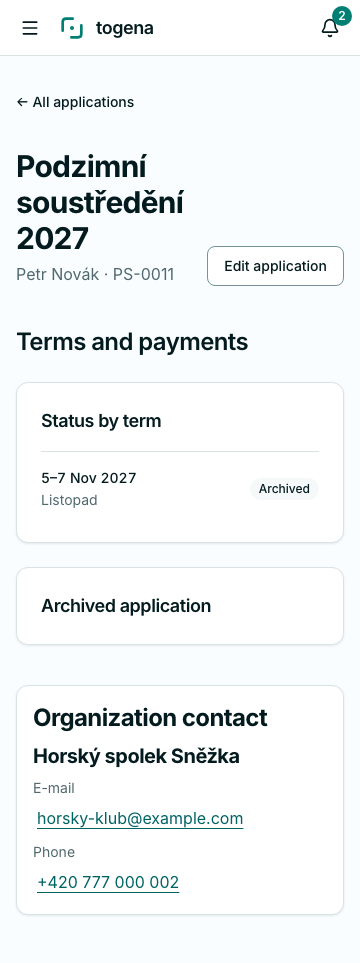 togena
2
← All applications
Podzimní
soustředění
2027
Petr Novák · PS-0011
Edit application
Terms and payments
Status by term
5–7 Nov 2027
Listopad
Archived
Archived application
Organization contact
Horský spolek Sněžka
E-mail
horsky-klub@example.com
Phone
+420 777 000 002